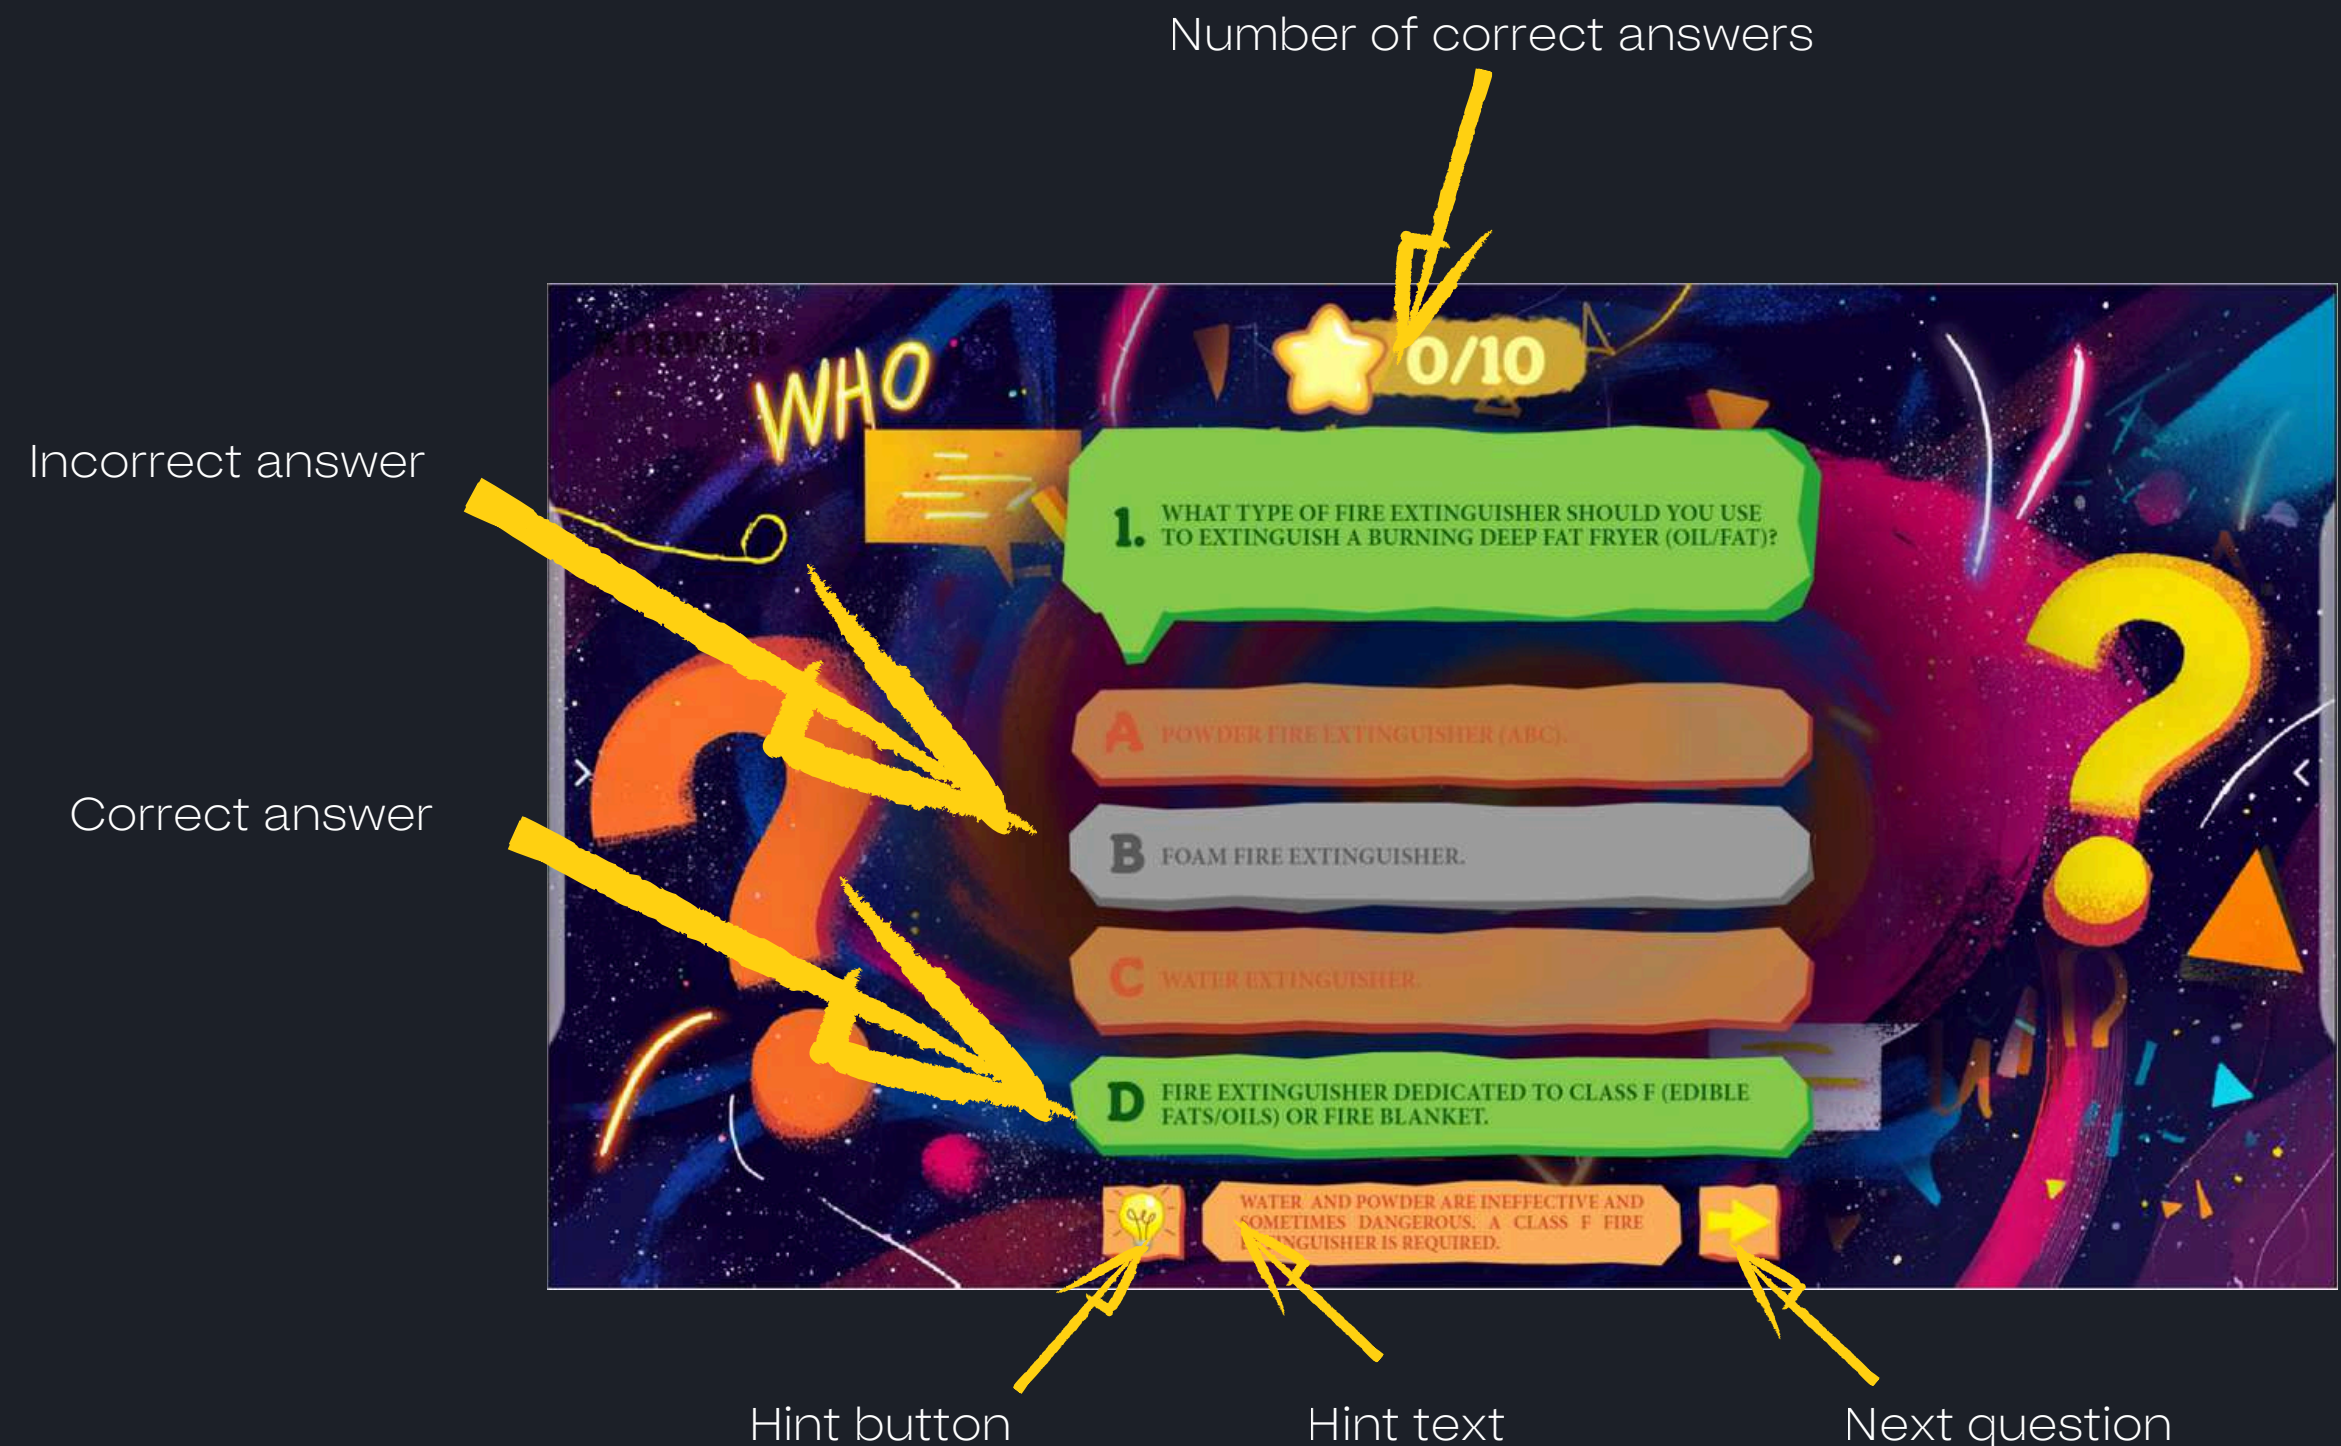 Number of correct answers
WHO
0/10
Incorrect answer
1. WHAT TYPE OF FIRE EXTINGUISHER SHOULD YOU USE
TO EXTINGUISH A BURNING DEEP FAT FRYER (OIL/FAT)?
A POWDER FIRE EXTINGUISHER (ABC).
Correct answer
B FOAM FIRE EXTINGUISHER.
C WATER EXTINGUISHER.
D FIRE EXTINGUISHER DEDICATED TO CLASS F (EDIBLE
FATS/OILS) OR FIRE BLANKET.
WATER AND POWDER ARE INEFFECTIVE AND
SOMETIMES DANGEROUS. A CLASS F FIRE
EXTINGUISHER IS REQUIRED.
Hint button
Hint text
Next question